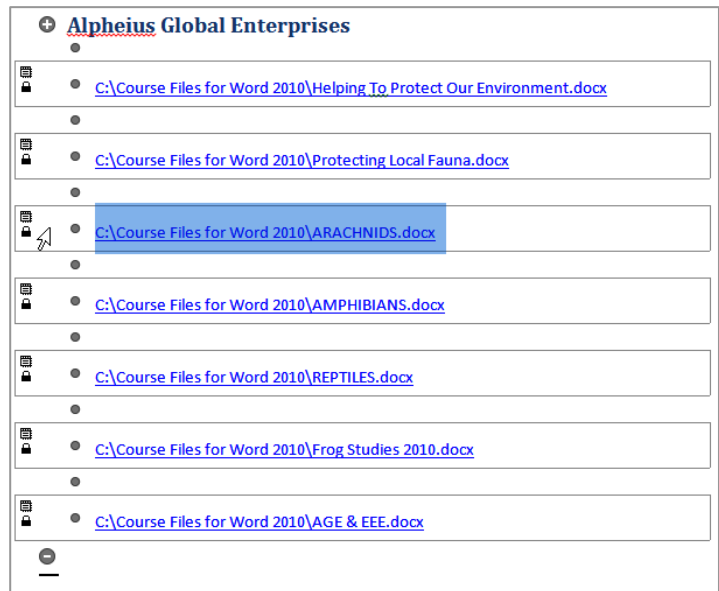 Alpheius Global Enterprises
C:\Course Files for Word 2010\Helping To Protect Our Environment.docx
C:\Course Files for Word 2010\Protecting Local Fauna.docx
C:\Course Files for Word 2010\ARACHNIDS.docx
C:\Course Files for Word 2010\AMPHIBIANS.docx
C:\Course Files for Word 2010\REPTILES.docx
C:\Course Files for Word 2010\Frog Studies 2010.docx
C:\Course Files for Word 2010\AGE & EEE.docx